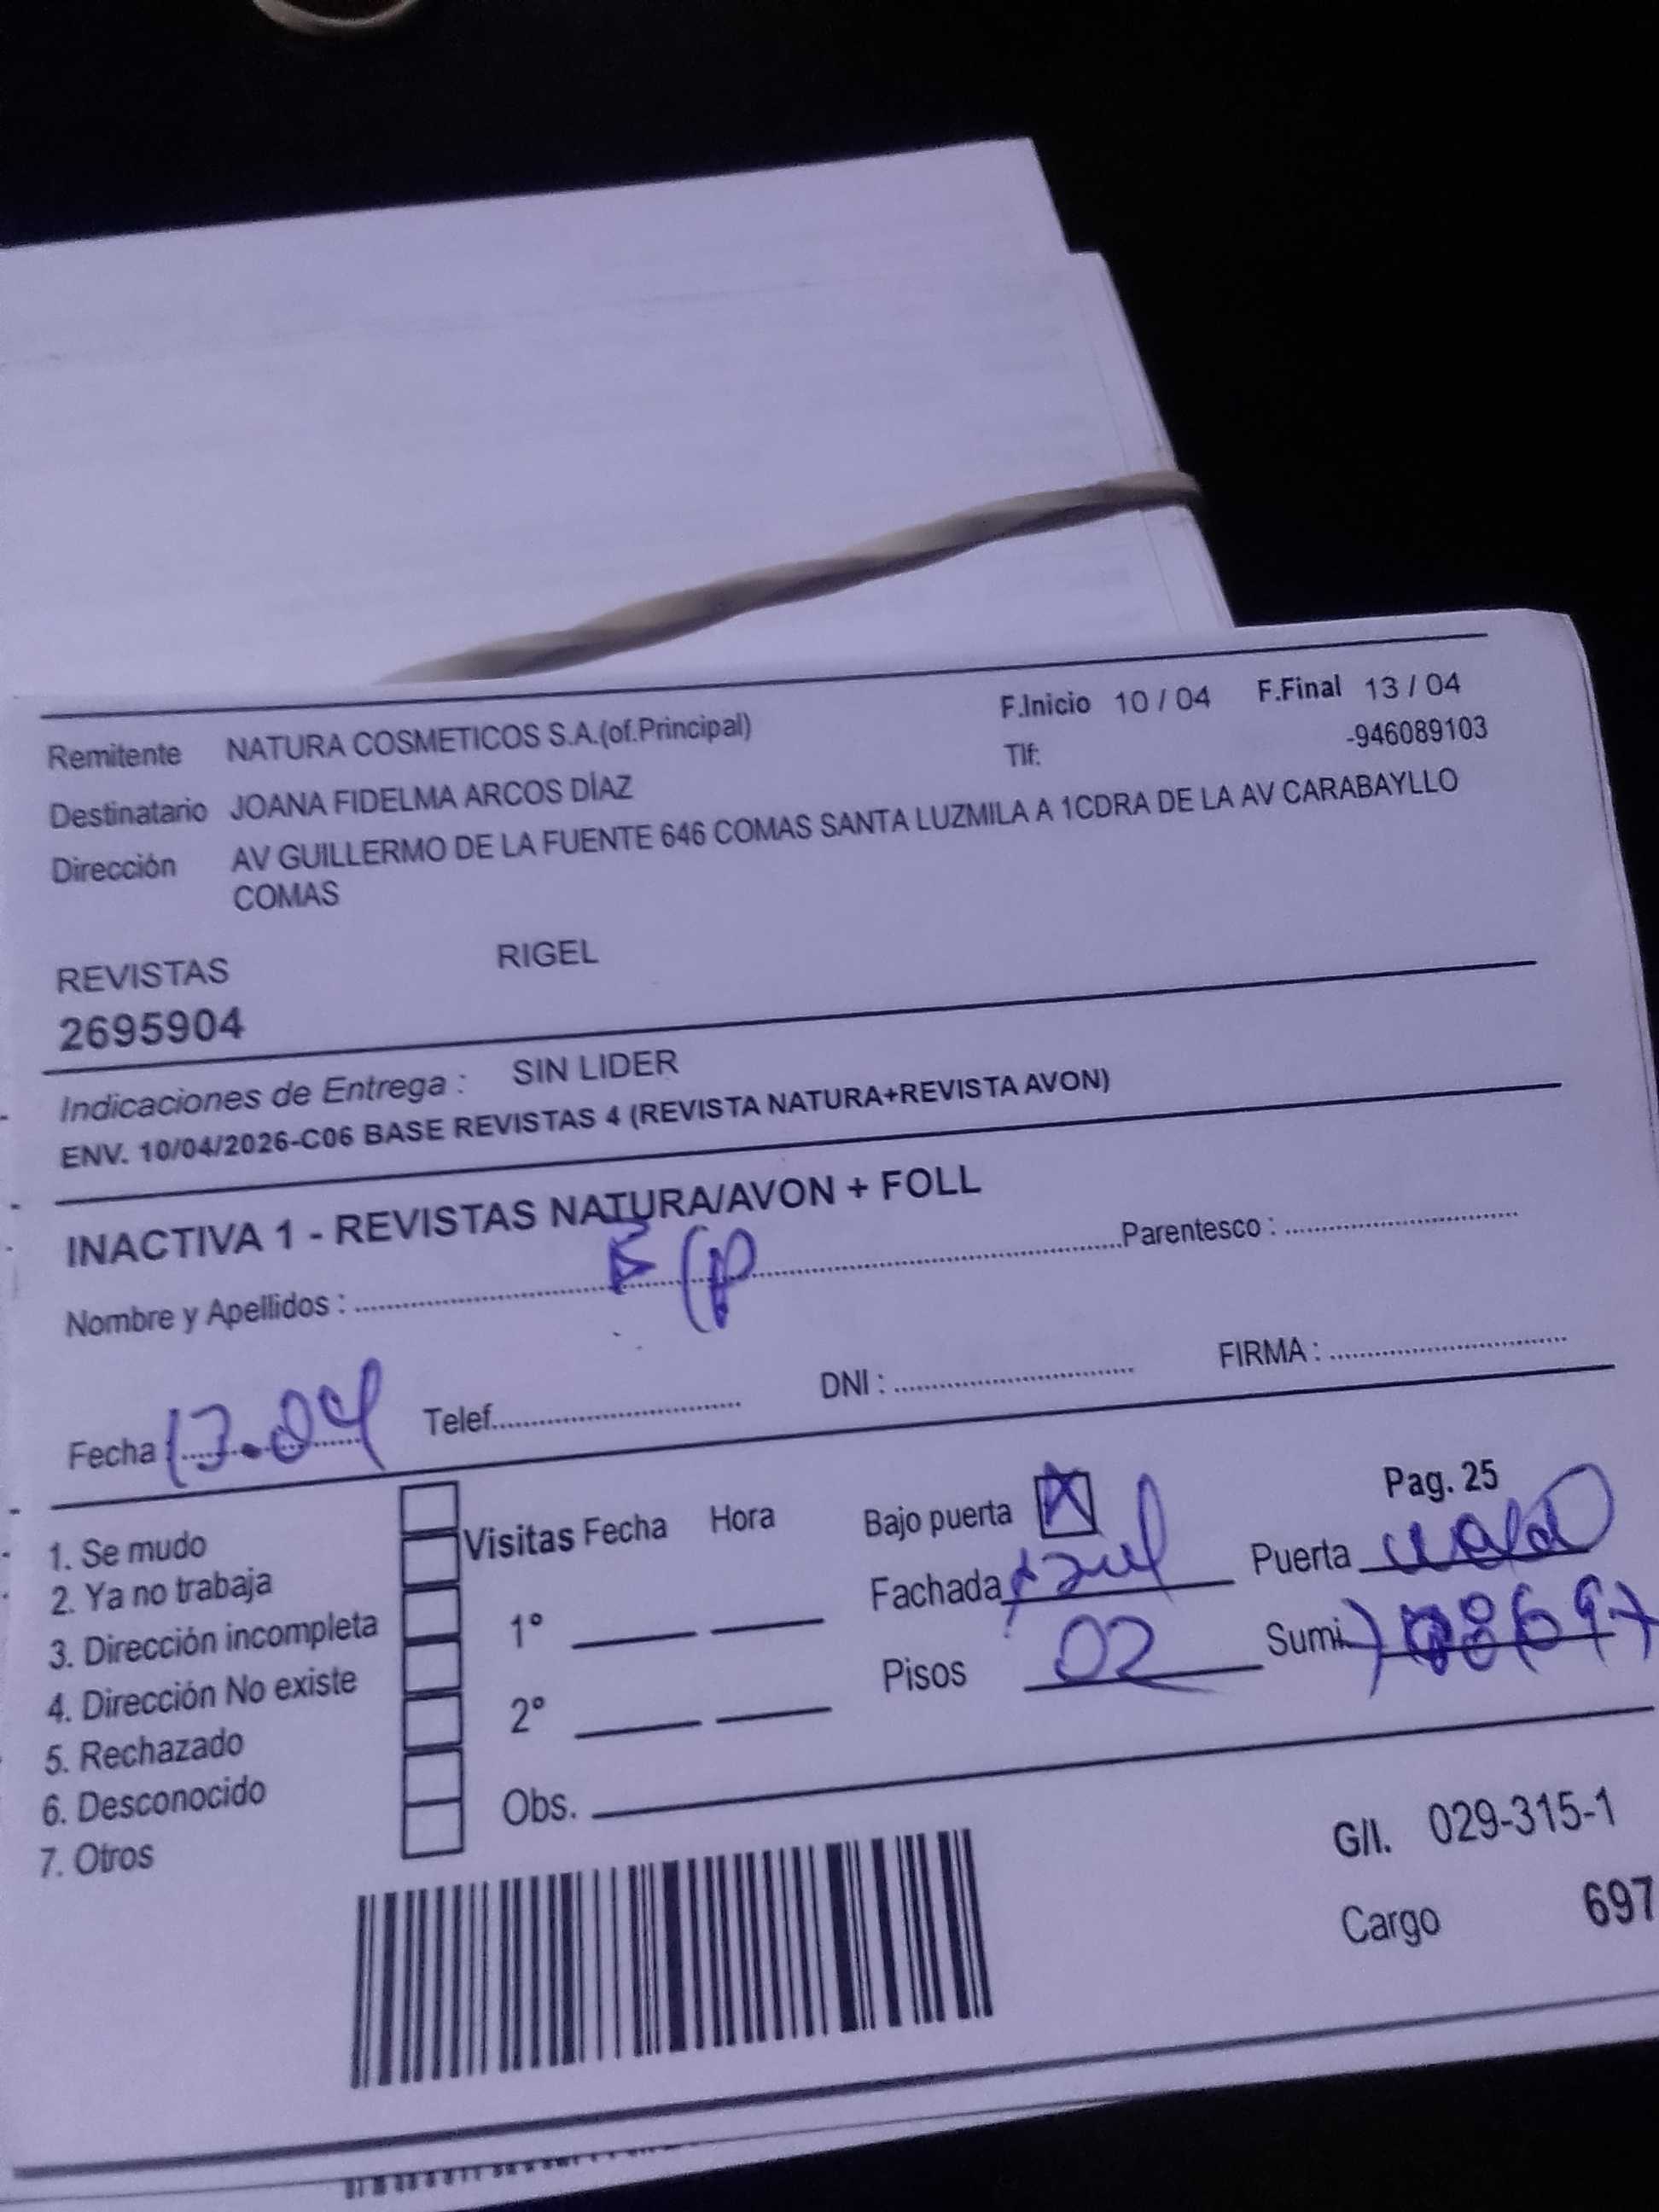 F.Inicio 10 / 04 F.Final 13 / 04
Remitente NATURA COSMETICOS S.A.(of.Principal) Tlf: -946089103
Destinatario JOANA FIDELMA ARCOS DÍAZ
Dirección AV GUILLERMO DE LA FUENTE 646 COMAS SANTA LUZMILA A 1CDRA DE LA AV CARABAYLLO
COMAS
REVISTAS RIGEL
2695904
Indicaciones de Entrega : SIN LIDER
ENV. 10/04/2026-C06 BASE REVISTAS 4 (REVISTA NATURA+REVISTA AVON)
INACTIVA 1 - REVISTAS NATURA/AVON + FOLL
Nombre y Apellidos : Parentesco :
Fecha 13.04 Telef. DNI : FIRMA :
Pag. 25
1. Se mudo Visitas Fecha Hora Bajo puerta X
2. Ya no trabaja Fachada Azul Puerta
3. Dirección incompleta 1° Pisos 02 Sumi.
4. Dirección No existe
5. Rechazado 2°
6. Desconocido Obs.
7. Otros
G/I. 029-315-1
Cargo 697